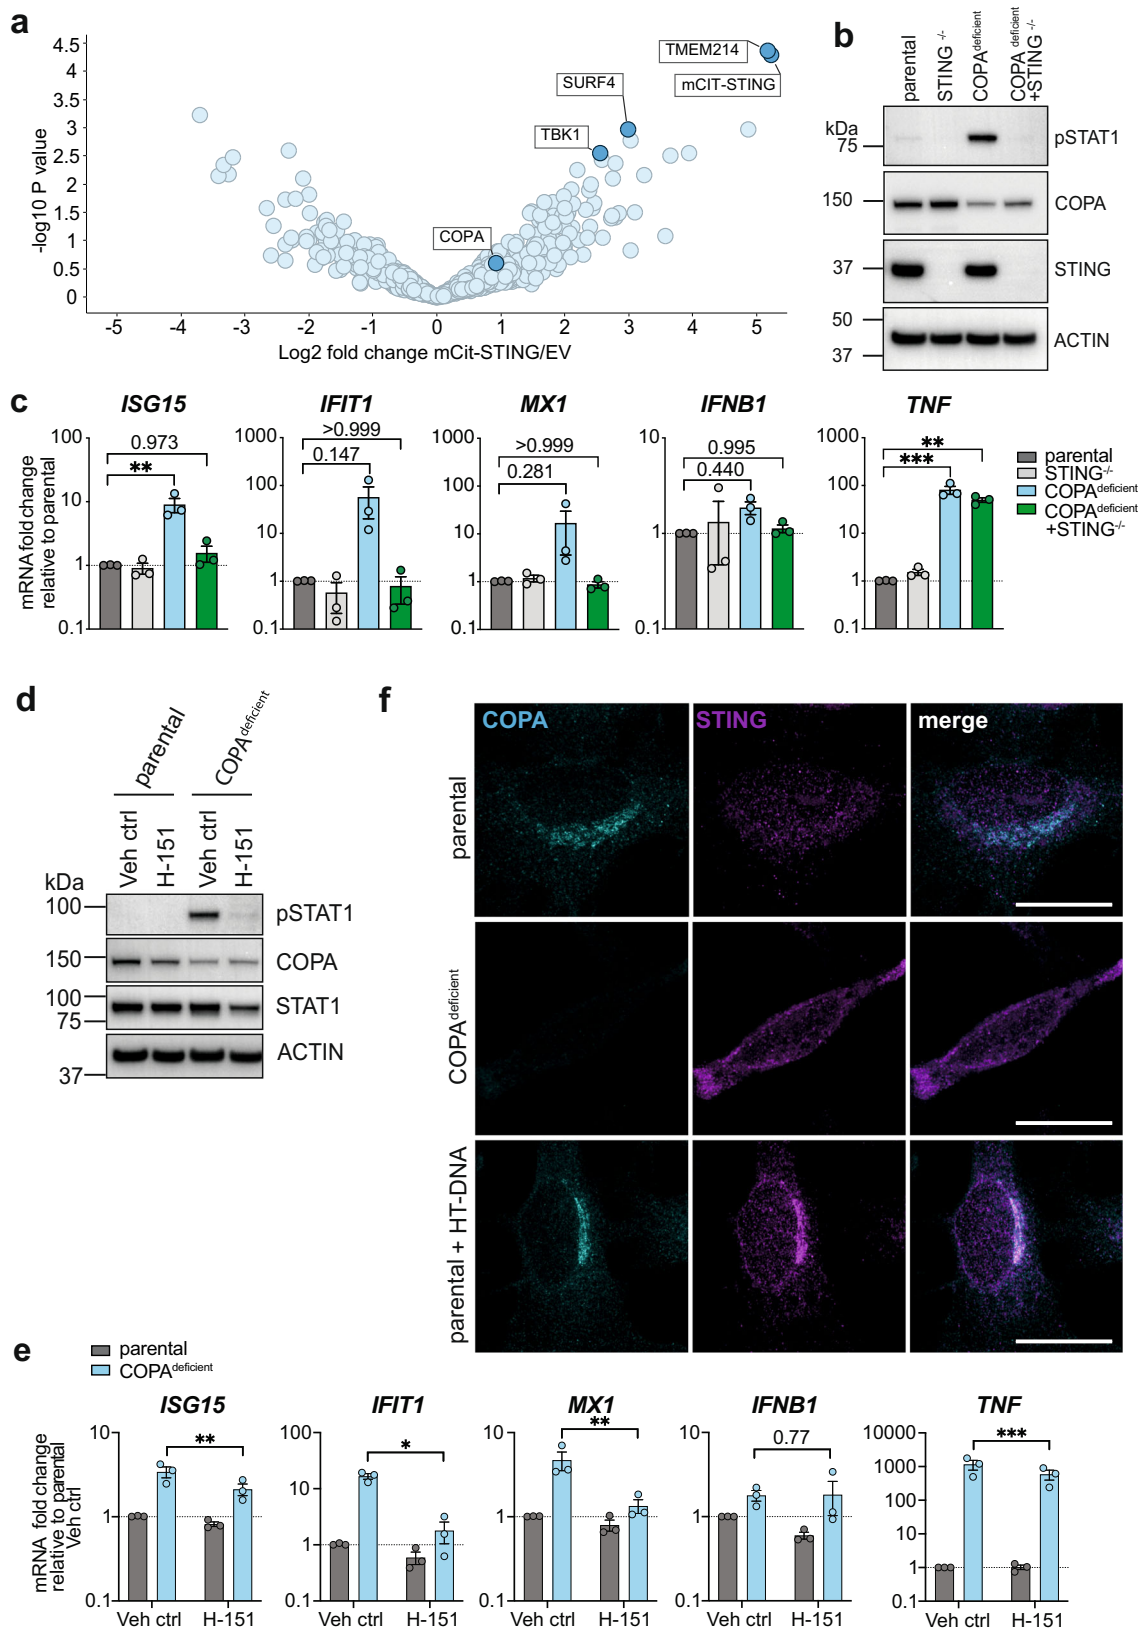 a
4.5
4
3.5
3
2.5
2
1.5
1
0.5
0
-log10 P value
-5
-4
-3
-2
-1
0
1
2
3
4
5
Log2 fold change mCit-STING/EV
TMEM214
mCIT-STING
SURF4
TBK1
COPA
b
parental
STING -/-
COPAdeficient
COPA deficient
+STING -/-
kDa
75
pSTAT1
150
COPA
37
STING
50
37
ACTIN
c
mRNA fold change
relative to parental
ISG15
100
10
1
0.1
0.973
**
IFIT1
1000
100
10
1
0.1
>0.999
0.147
MX1
1000
100
10
1
0.1
>0.999
0.281
IFNB1
10
1
0.1
0.995
0.440
TNF
1000
100
10
1
0.1
**
***
parental
STING-/-
COPAdeficient
COPAdeficient
+STING-/-
d
parental
COPAdeficient
Veh ctrl
H-151
Veh ctrl
H-151
kDa
100
pSTAT1
150
COPA
100
75
STAT1
37
ACTIN
f
COPA
STING
merge
parental
COPAdeficient
parental + HT-DNA
e
parental
COPAdeficient
mRNA fold change
relative to parental
Veh ctrl
ISG15
10
1
0.1
**
Veh ctrl
H-151
IFIT1
100
10
1
0.1
*
Veh ctrl
H-151
MX1
10
1
0.1
**
Veh ctrl
H-151
IFNB1
10
1
0.1
0.77
Veh ctrl
H-151
TNF
10000
1000
100
10
1
0.1
***
Veh ctrl
H-151